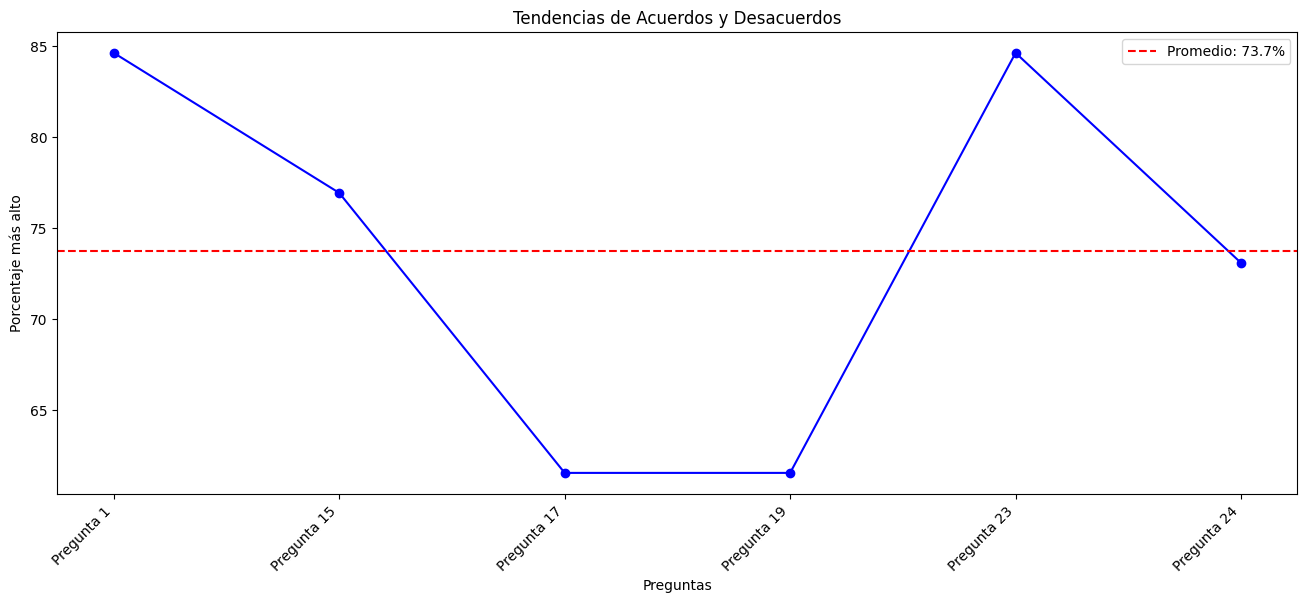 Tendencias de Acuerdos y Desacuerdos
Promedio: 73.7%
Porcentaje más alto
85
80
75
70
65
Pregunta 1
Pregunta 15
Pregunta 17
Pregunta 19
Pregunta 23
Pregunta 24
Preguntas